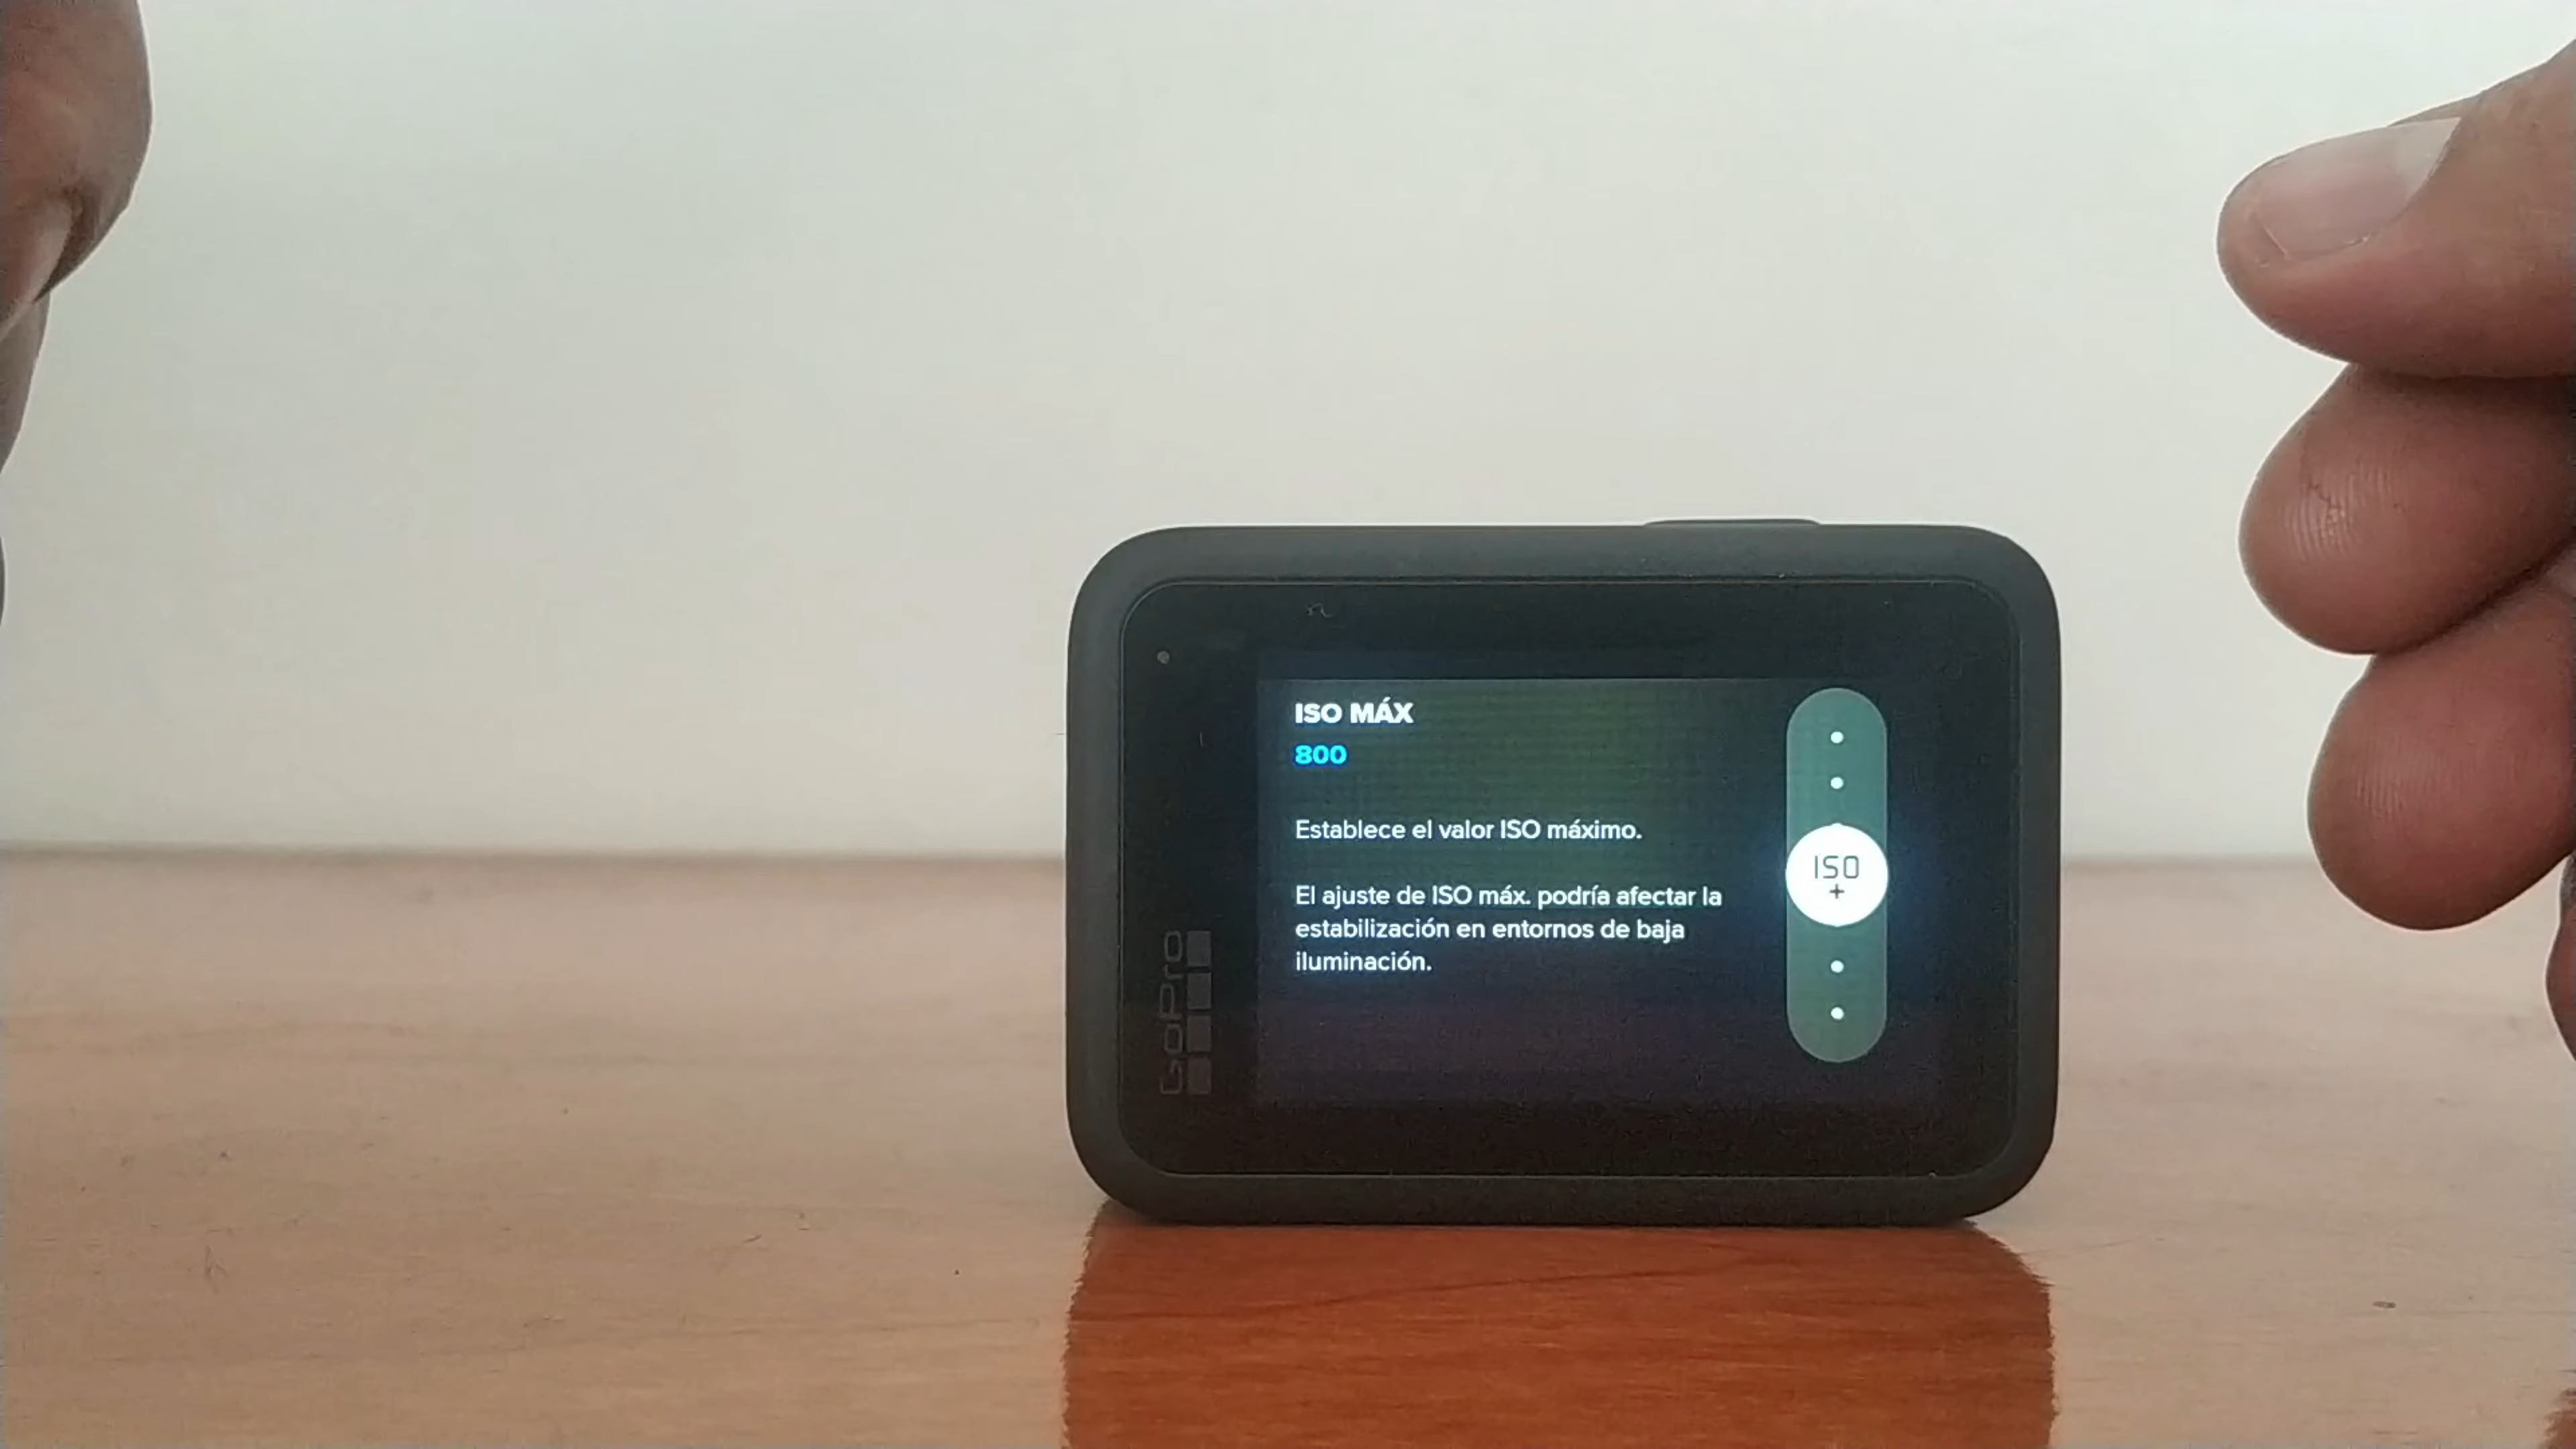 ISO MÁX
800
Establece el valor ISO máximo.
El ajuste de ISO máx. podría afectar la
estabilización en entornos de baja
iluminación.
ISO
+
GoPro